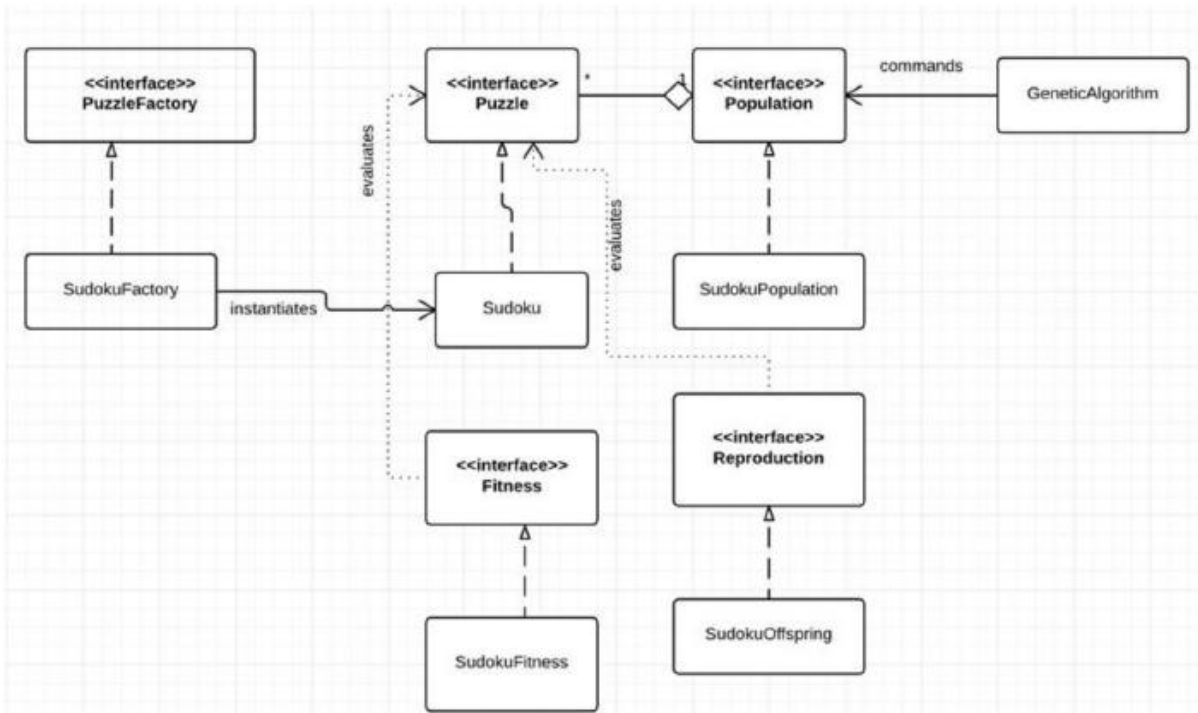 <<interface>>
PuzzleFactory
<<interface>>
Puzzle
*
1
<<interface>>
Population
commands
GeneticAlgorithm
evaluates
evaluates
SudokuFactory
instantiates
Sudoku
SudokuPopulation
<<interface>>
Fitness
<<interface>>
Reproduction
SudokuFitness
SudokuOffspring